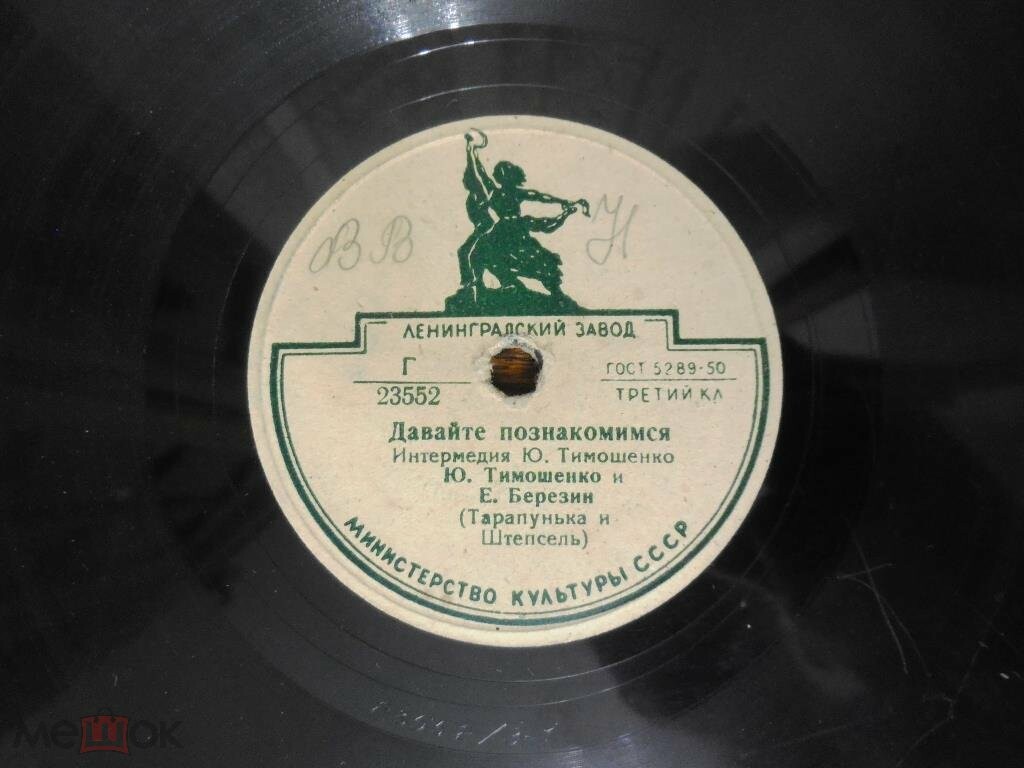 ВВ Н
ЛЕНИНГРАДСКИЙ ЗАВОД
Г
23552
ГОСТ 5289-50
ТРЕТИЙ КЛ
Давайте познакомимся
Интермедия Ю. Тимошенко
Ю. Тимошенко и
Е. Березин
(Тарапунька и
Штепсель)
МИНИСТЕРСТВО КУЛЬТУРЫ СССР
мешок